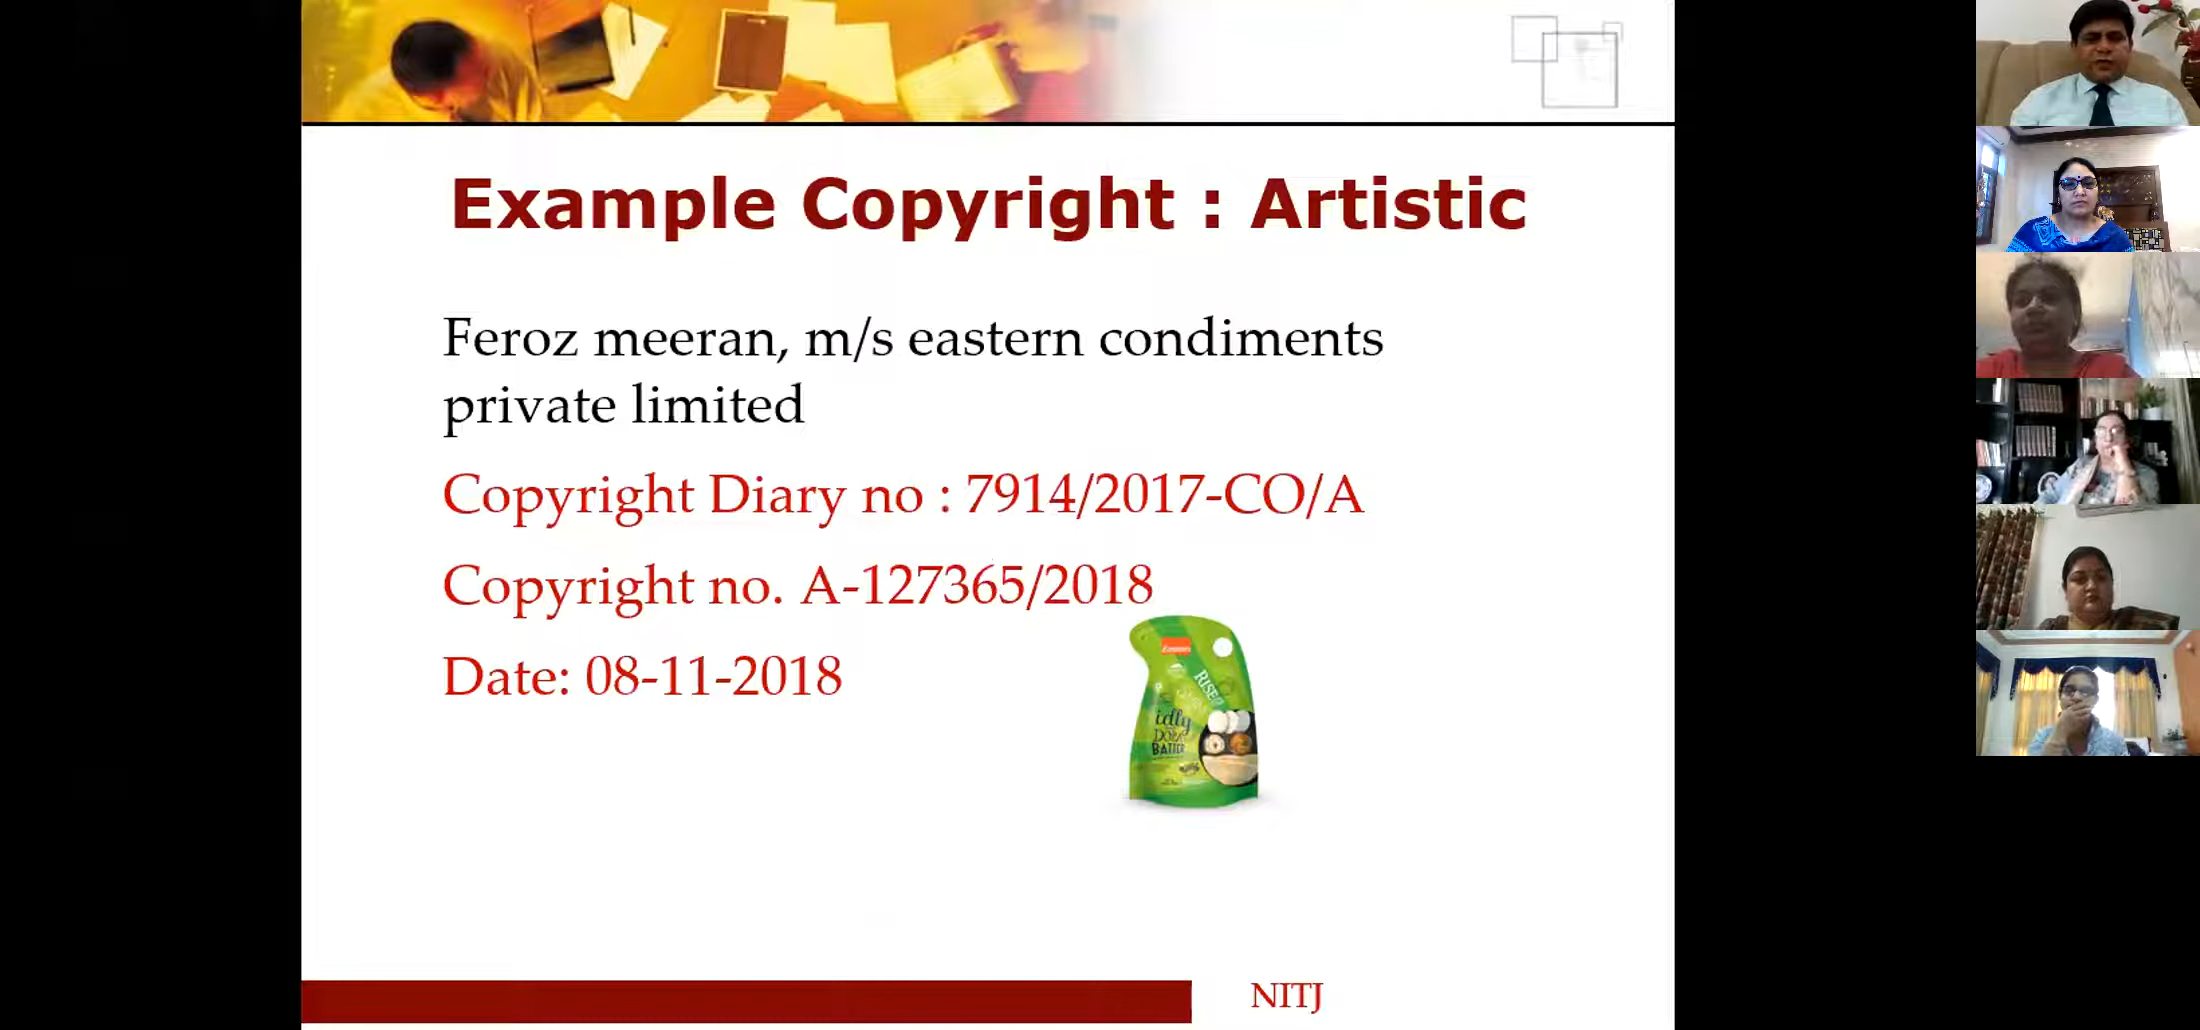 Example Copyright : Artistic
Feroz meeran, m/s eastern condiments
private limited
Copyright Diary no : 7914/2017-CO/A
Copyright no. A-127365/2018
Date: 08-11-2018
Eastern
idly
DOSA
BATTER
NITJ